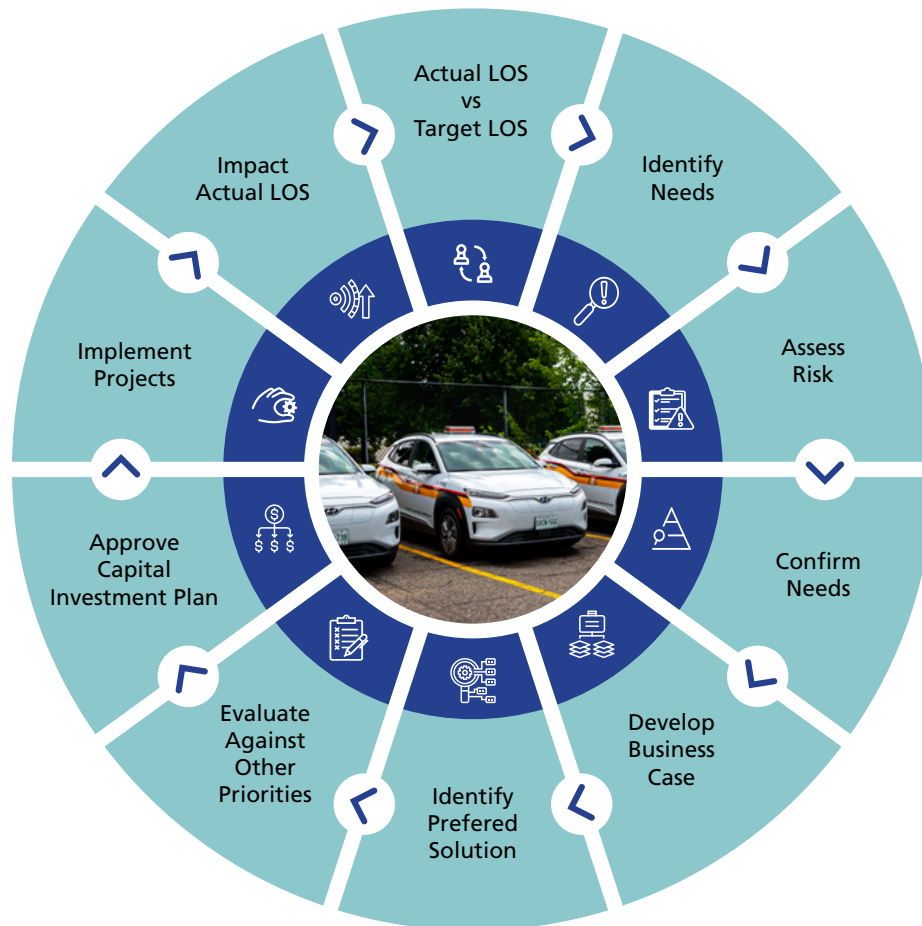 Actual LOS
vs
Target LOS
Identify
Needs
Assess
Risk
Confirm
Needs
Develop
Business
Case
Identify
Prefered
Solution
Evaluate
Against
Other
Priorities
Approve
Capital
Investment Plan
Implement
Projects
Impact
Actual LOS